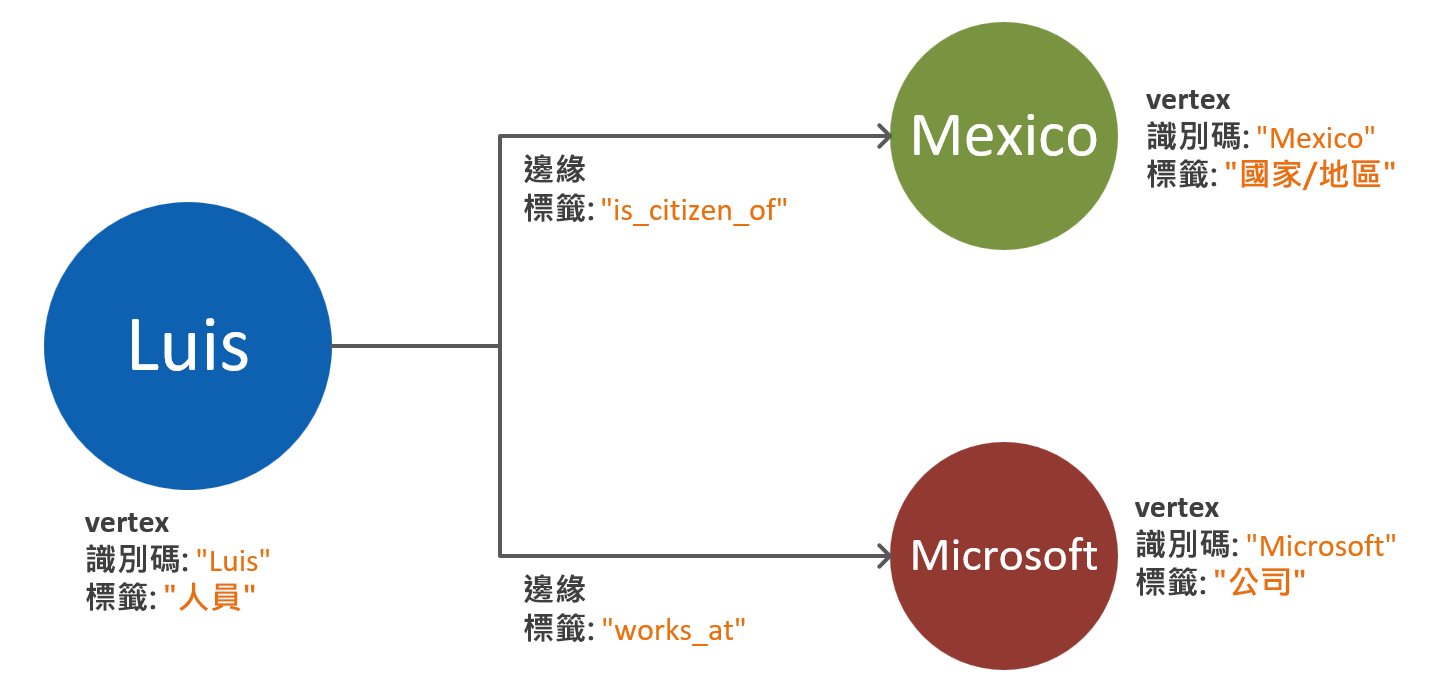 Mexico
vertex
識別碼: "Mexico"
標籤: "國家/地區"
邊緣
標籤: "is_citizen_of"
Luis
vertex
識別碼: "Luis"
標籤: "人員"
Microsoft
vertex
識別碼: "Microsoft"
標籤: "公司"
邊緣
標籤: "works_at"